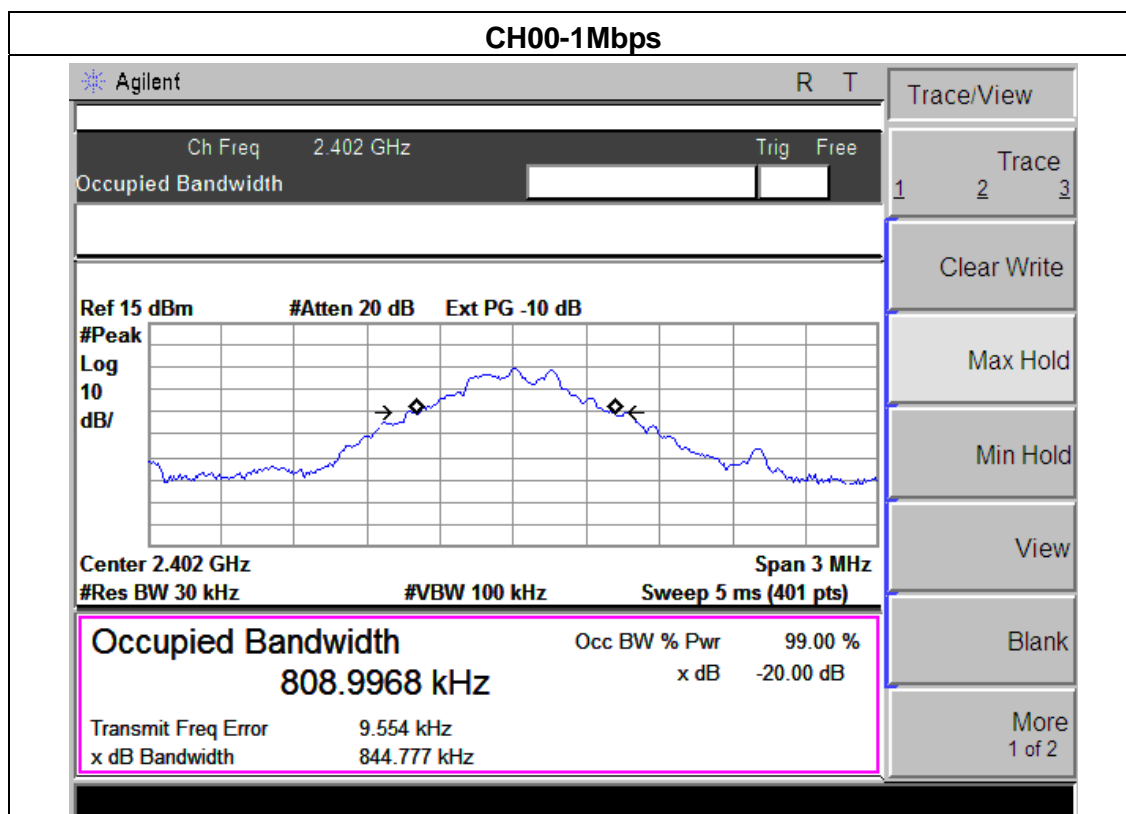 CH00-1Mbps
Agilent R T
Ch Freq 2.402 GHz Trig Free
Occupied Bandwidth
Ref 15 dBm #Atten 20 dB Ext PG -10 dB
#Peak
Log
10
dB/
Center 2.402 GHz Span 3 MHz
#Res BW 30 kHz #VBW 100 kHz Sweep 5 ms (401 pts)
Occupied Bandwidth Occ BW % Pwr 99.00 %
808.9968 kHz x dB -20.00 dB
Transmit Freq Error 9.554 kHz
x dB Bandwidth 844.777 kHz
Trace/View
Trace
1 2 3
Clear Write
Max Hold
Min Hold
View
Blank
More
1 of 2